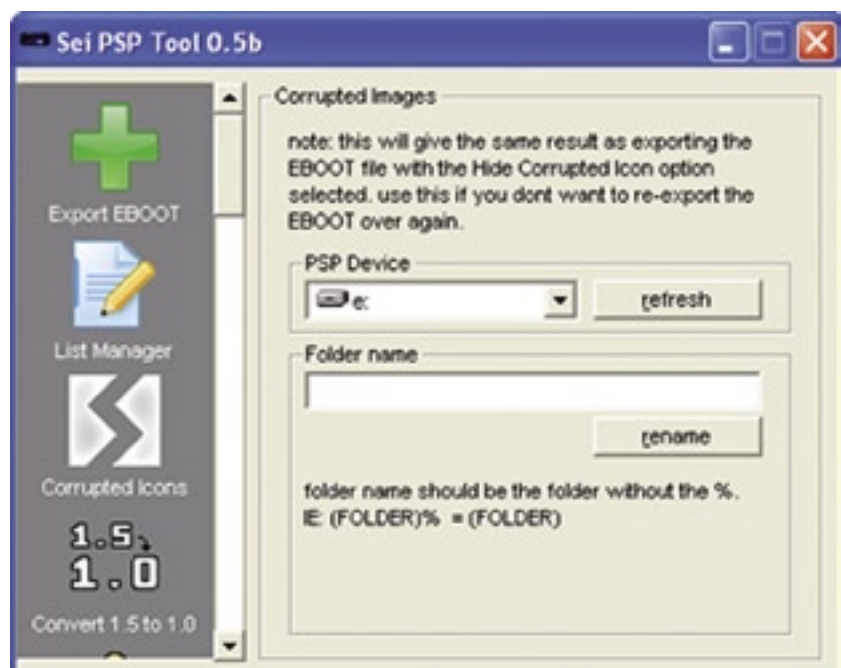 Sei PSP Tool 0.5b
Export EBOOT
List Manager
Corrupted Icons
1.5
1.0
Convert 1.5 to 1.0
Corrupted Images
note: this will give the same result as exporting the
EBOOT file with the Hide Corrupted Icon option
selected. use this if you dont want to re-export the
EBOOT over again.
PSP Device
e:
refresh
Folder name
rename
folder name should be the folder without the %.
IE: (FOLDER)% = (FOLDER)